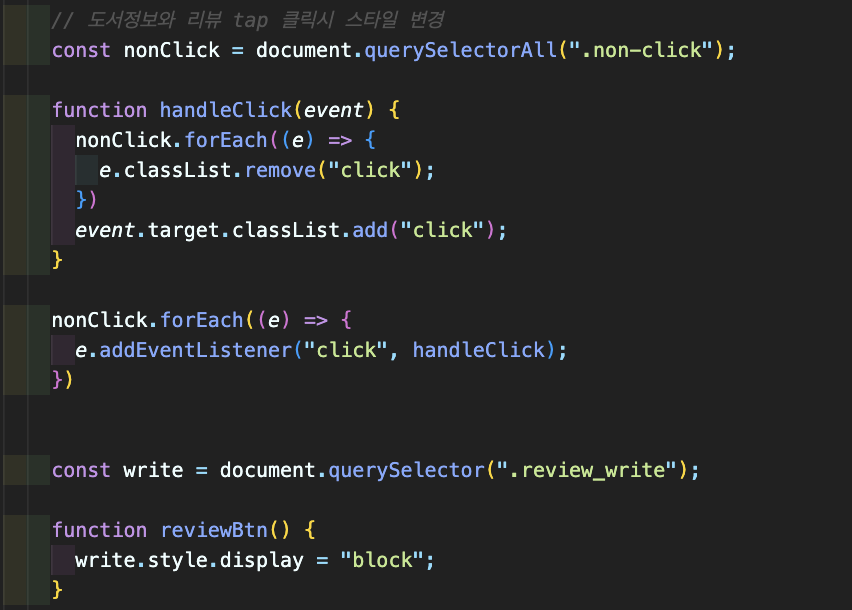 // 도서정보와 리뷰 tap 클릭시 스타일 변경
const nonClick = document.querySelectorAll(".non-click");
function handleClick(event) {
nonClick.forEach((e) => {
e.classList.remove("click");
})
event.target.classList.add("click");
}
nonClick.forEach((e) => {
e.addEventListener("click", handleClick);
})
const write = document.querySelector(".review_write");
function reviewBtn() {
write.style.display = "block";
}